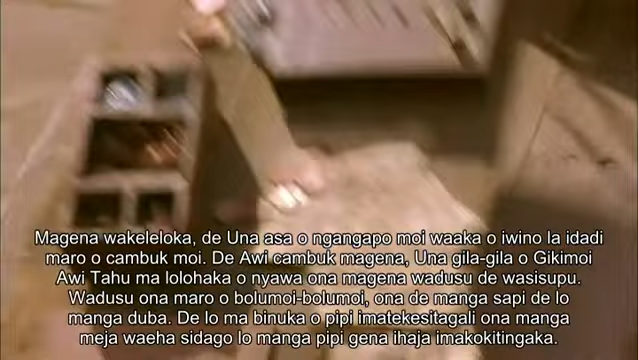 Magena wakeleloka, de Una asa o ngangapo moi waaka o iwino la idadi
maro o cambuk moi. De Awi cambuk magena, Una gila-gila o Gikimoi
Awi Tahu ma lolohaka o nyawa ona magena wadusu de wasisupu.
Wadusu ona maro o bolumoi-bolumoi, ona de manga sapi de lo
manga duba. De lo ma binuka o pipi imatekesitagali ona manga
meja waeha sidago lo manga pipi gena ihaja imakokitingaka.